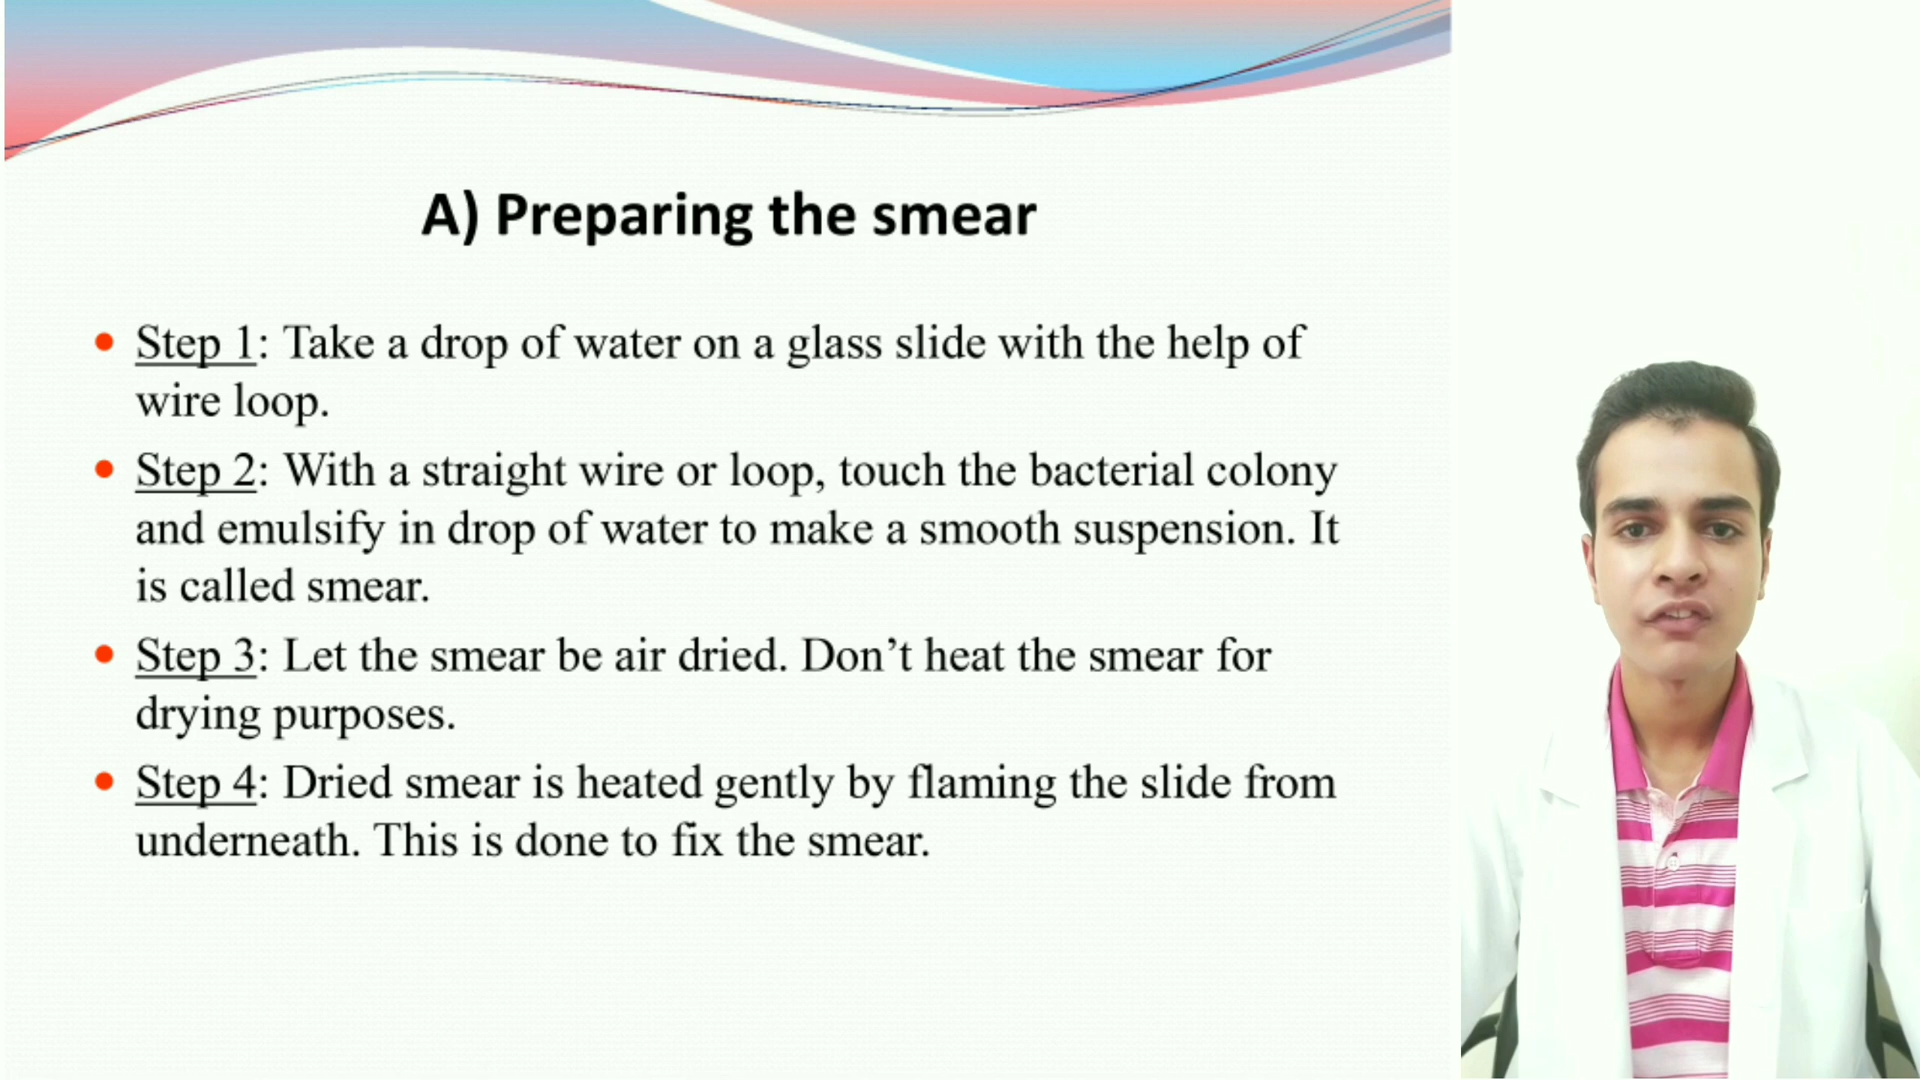 A) Preparing the smear
Step 1: Take a drop of water on a glass slide with the help of
wire loop.
Step 2: With a straight wire or loop, touch the bacterial colony
and emulsify in drop of water to make a smooth suspension. It
is called smear.
Step 3: Let the smear be air dried. Don’t heat the smear for
drying purposes.
Step 4: Dried smear is heated gently by flaming the slide from
underneath. This is done to fix the smear.